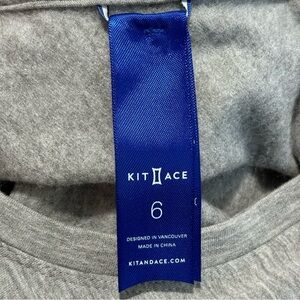 KIT ACE
6
DESIGNED IN VANCOUVER
MADE IN CHINA
KITANDACE.COM